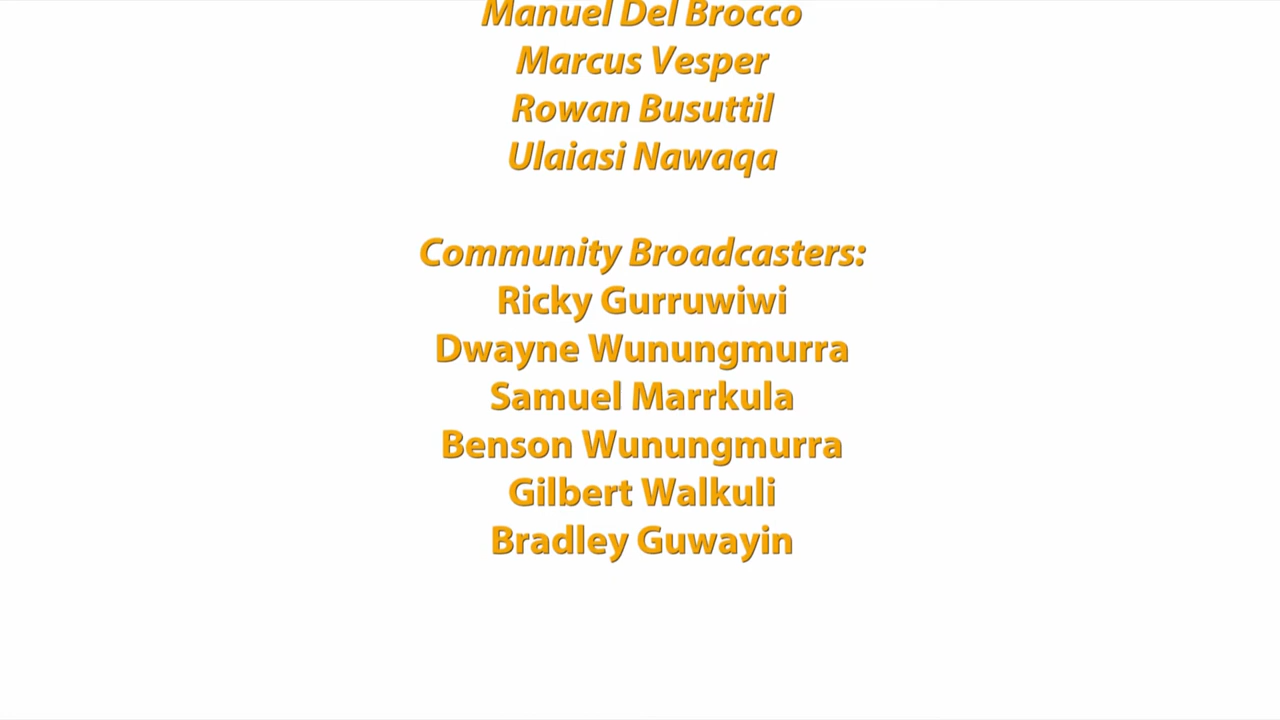 Manuel Del Brocco
Marcus Vesper
Rowan Busuttil
Ulaiasi Nawaqa
Community Broadcasters:
Ricky Gurruwiwi
Dwayne Wunungmurra
Samuel Marrkula
Benson Wunungmurra
Gilbert Walkuli
Bradley Guwayin